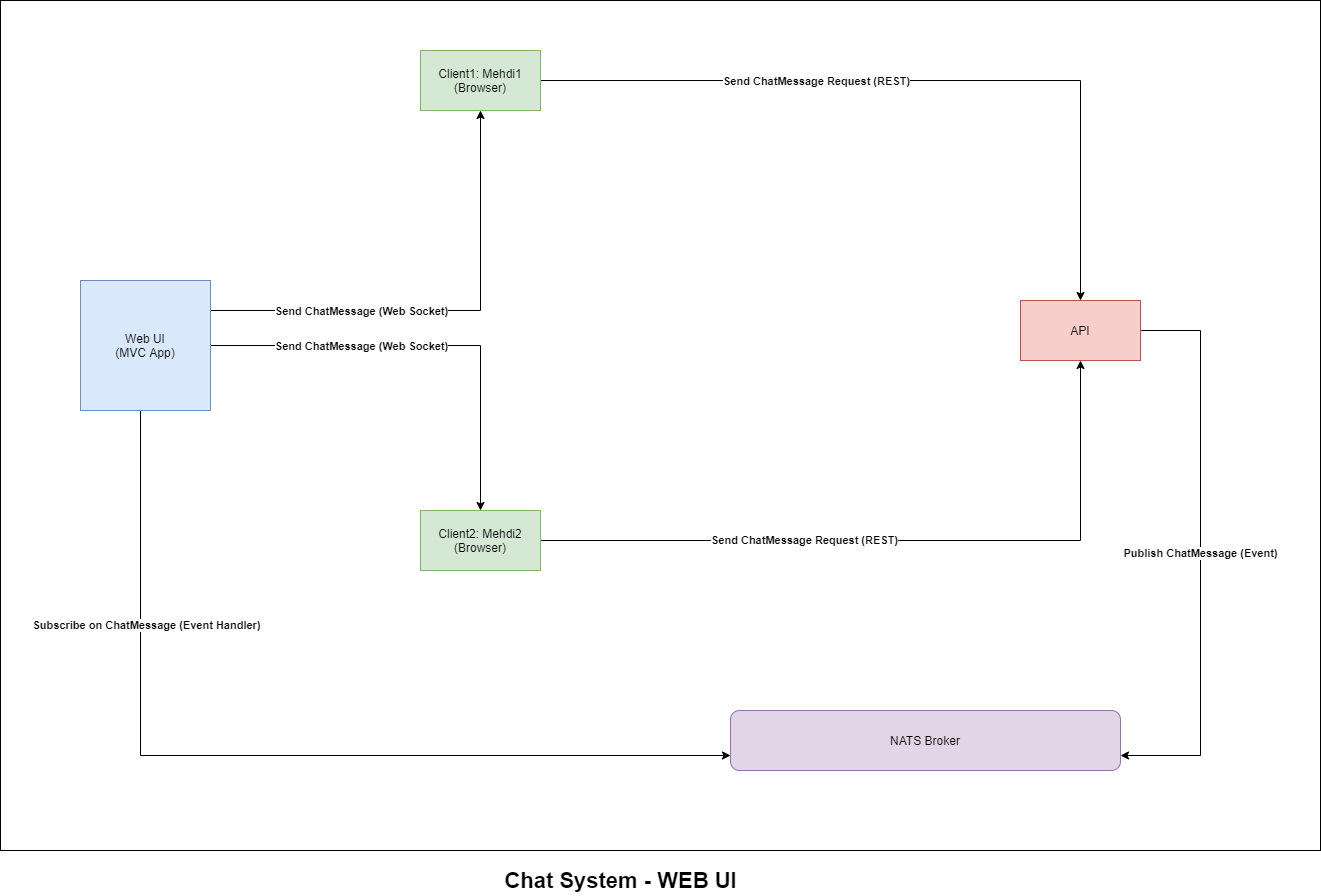 Client1: Mehdi1
(Browser)
Send ChatMessage Request (REST)
Send ChatMessage (Web Socket)
Web UI
(MVC App)
API
Send ChatMessage (Web Socket)
Client2: Mehdi2
(Browser)
Send ChatMessage Request (REST)
Publish ChatMessage (Event)
Subscribe on ChatMessage (Event Handler)
NATS Broker
Chat System - WEB UI